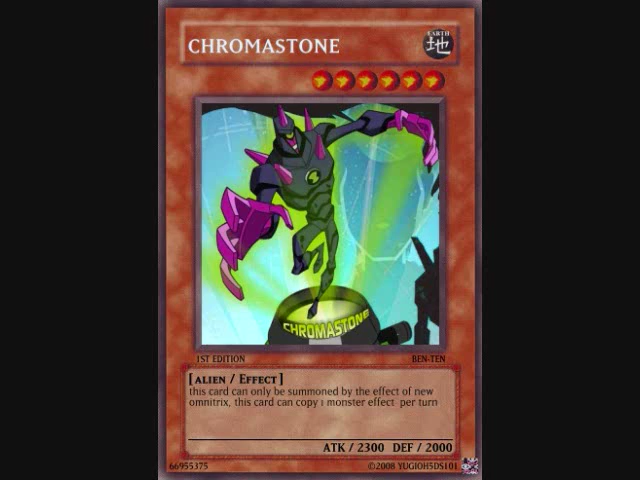 CHROMASTONE
EARTH
地
CHROMASTONE
1ST EDITION BEN-TEN
[ALIEN / EFFECT]
this card can only be summoned by the effect of new
omnitrix, this card can copy 1 monster effect per turn
ATK / 2300 DEF / 2000
66955375 ©2008 YUGIOH5DS101